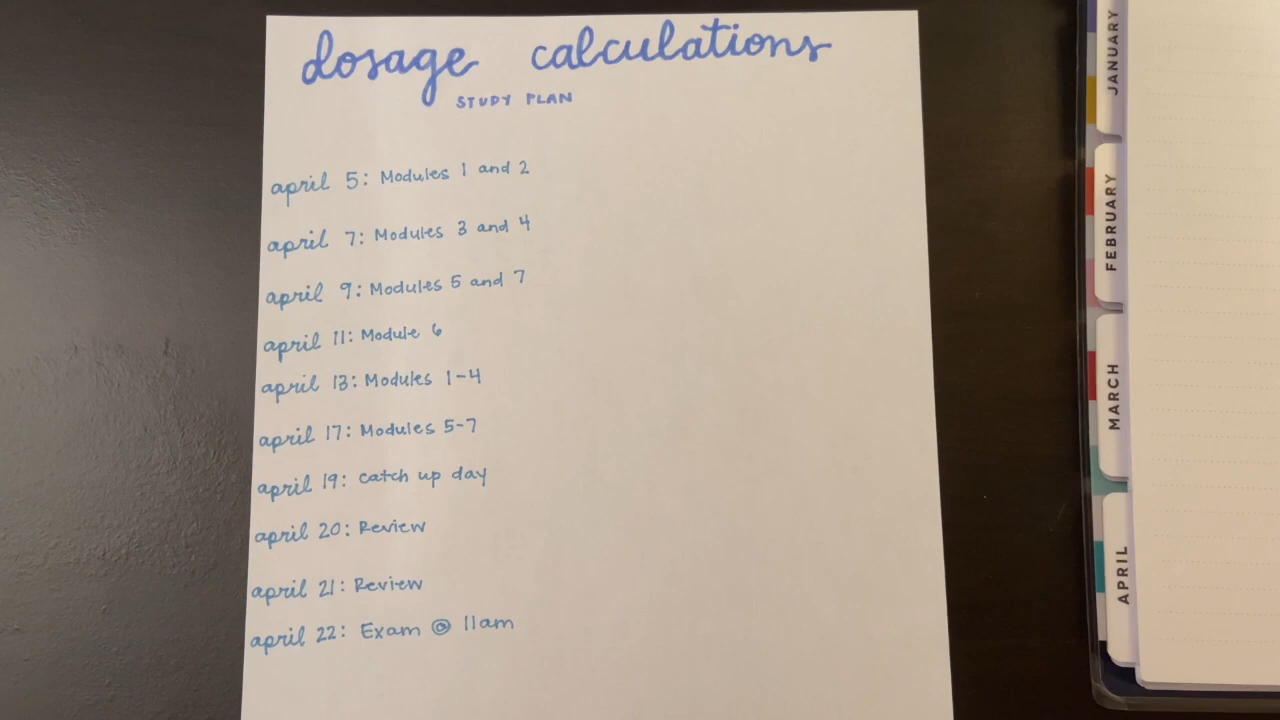 dosage calculations
STUDY PLAN
april 5: Modules 1 and 2
april 7: Modules 3 and 4
april 9: Modules 5 and 7
april 11: Module 6
april 13: Modules 1-4
april 17: Modules 5-7
april 19: catch up day
april 20: Review
april 21: Review
april 22: Exam @ 11am
JANUARY
FEBRUARY
MARCH
APRIL